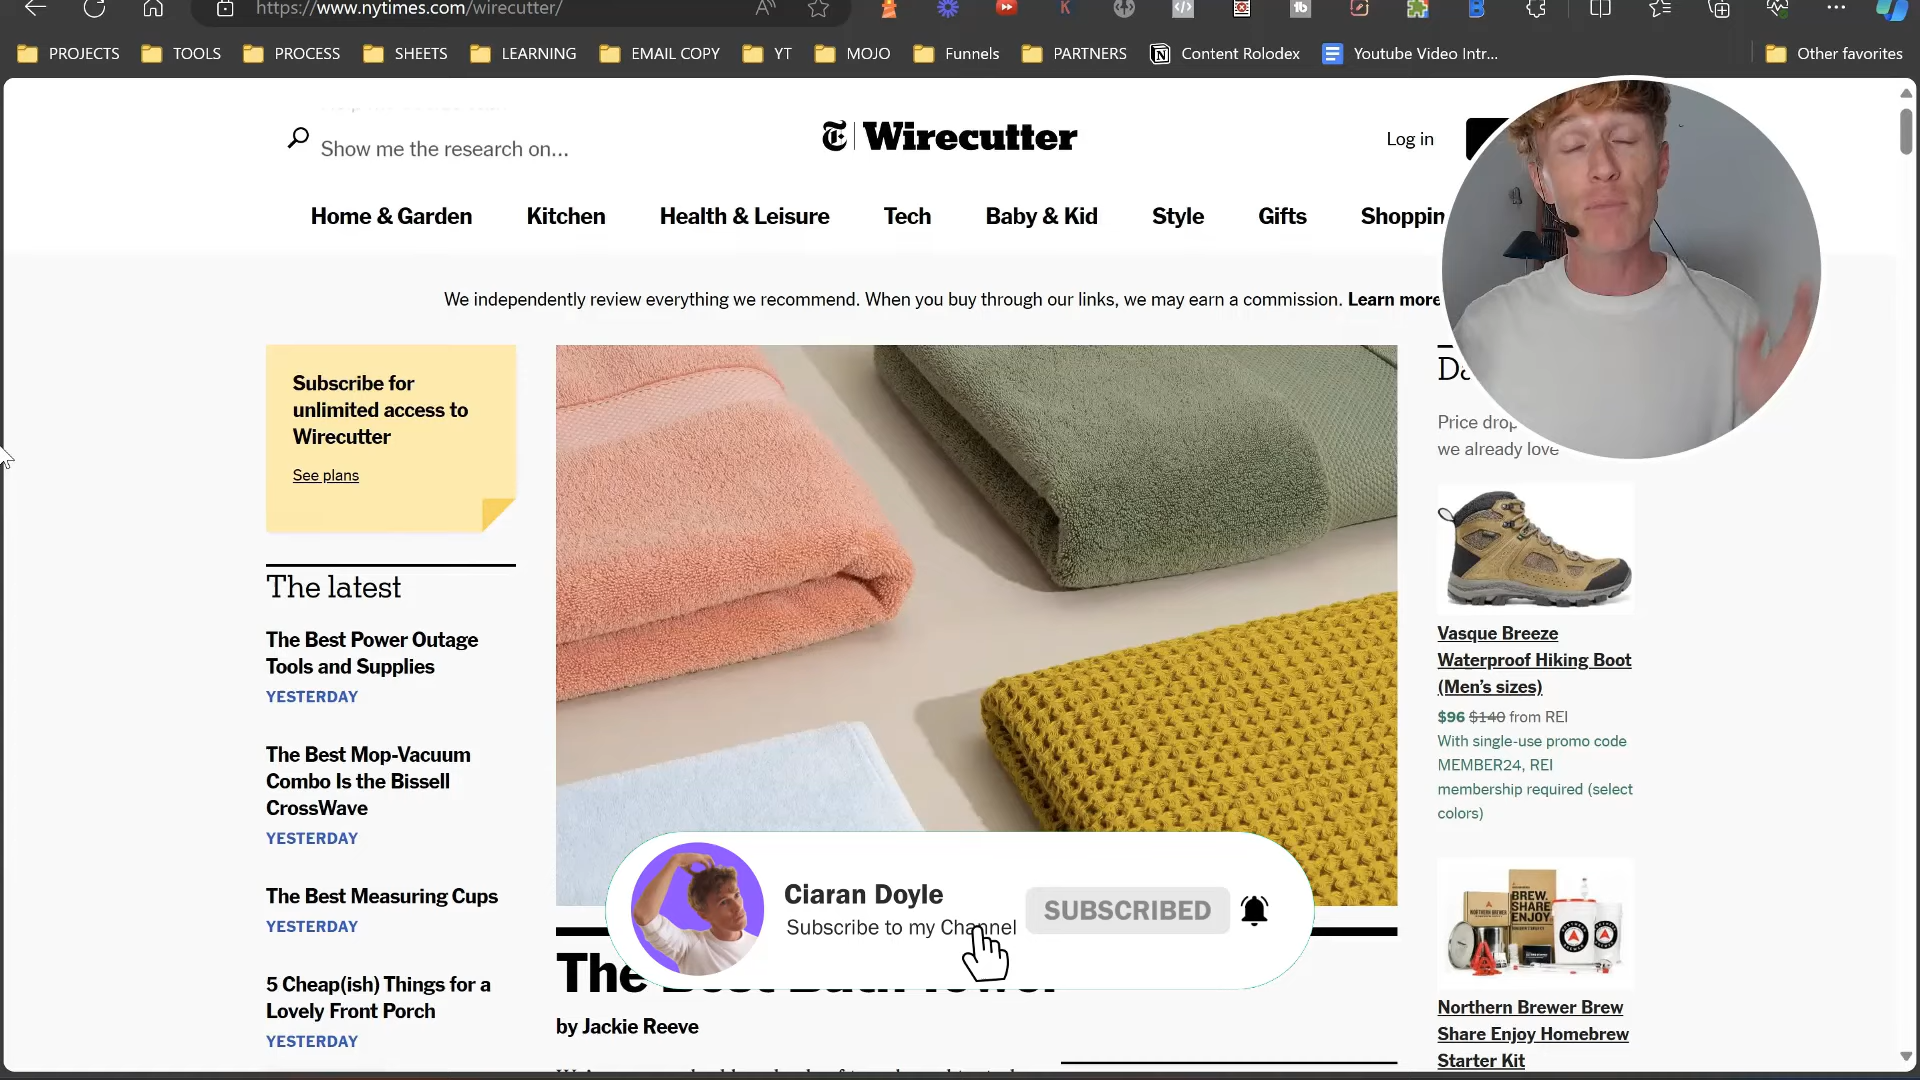 https://www.nytimes.com/wirecutter/
PROJECTS
TOOLS
PROCESS
SHEETS
LEARNING
EMAIL COPY
YT
MOJO
Funnels
PARTNERS
Content Rolodex
Youtube Video Intr...
Other favorites
Show me the research on...
Wirecutter
Log in
Home & Garden
Kitchen
Health & Leisure
Tech
Baby & Kid
Style
Gifts
Shoppin
We independently review everything we recommend. When you buy through our links, we may earn a commission. Learn more
Subscribe for
unlimited access to
Wirecutter
See plans
The latest
The Best Power Outage
Tools and Supplies
YESTERDAY
The Best Mop-Vacuum
Combo Is the Bissell
CrossWave
YESTERDAY
The Best Measuring Cups
YESTERDAY
5 Cheap(ish) Things for a
Lovely Front Porch
YESTERDAY
Ciaran Doyle
Subscribe to my Channel
SUBSCRIBED
The
by Jackie Reeve
Price drop
we already love
Vasque Breeze
Waterproof Hiking Boot
(Men's sizes)
$96 $140 from REI
With single-use promo code
MEMBER24, REI
membership required (select
colors)
BREW.
SHARE.
ENJOY.
Northern Brewer Brew
Share Enjoy Homebrew
Starter Kit